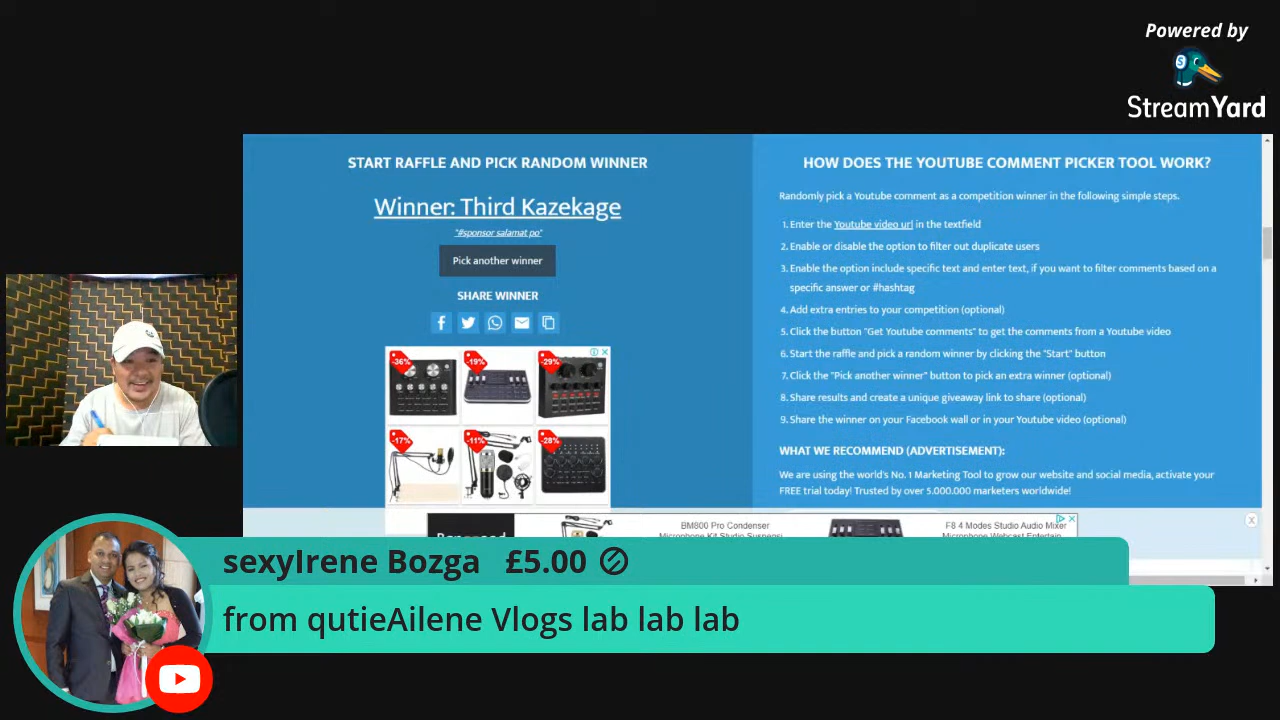 Powered by
StreamYard
START RAFFLE AND PICK RANDOM WINNER
Winner: Third Kazekage
"#sponsor salamat po"
Pick another winner
SHARE WINNER
-36%
-19%
-29%
-17%
-11%
-28%
HOW DOES THE YOUTUBE COMMENT PICKER TOOL WORK?
Randomly pick a Youtube comment as a competition winner in the following simple steps.
1. Enter the Youtube video url in the textfield
2. Enable or disable the option to filter out duplicate users
3. Enable the option include specific text and enter text, if you want to filter comments based on a
specific answer or #hashtag
4. Add extra entries to your competition (optional)
5. Click the button "Get Youtube comments" to get the comments from a Youtube video
6. Start the raffle and pick a random winner by clicking the "Start" button
7. Click the "Pick another winner" button to pick an extra winner (optional)
8. Share results and create a unique giveaway link to share (optional)
9. Share the winner on your Facebook wall or in your Youtube video (optional)
WHAT WE RECOMMEND (ADVERTISEMENT):
We are using the world's No. 1 Marketing Tool to grow our website and social media, activate your
FREE trial today! Trusted by over 5.000.000 marketers worldwide!
BM800 Pro Condenser
Microphone Kit Studio
F8 4 Modes Studio Audio Mixer
Microphone Webcast
sexyIrene Bozga £5.00
from qutieAilene Vlogs lab lab lab